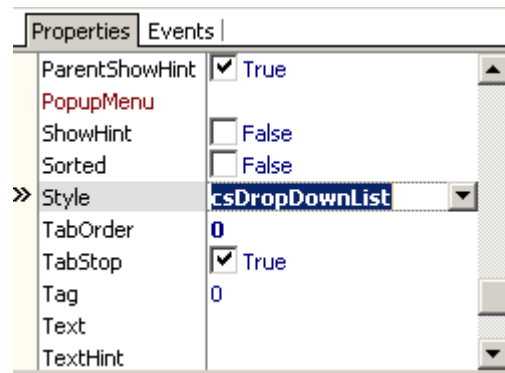 Properties Events
ParentShowHint True
PopupMenu
ShowHint False
Sorted False
» Style csDropDownList
TabOrder 0
TabStop True
Tag 0
Text
TextHint